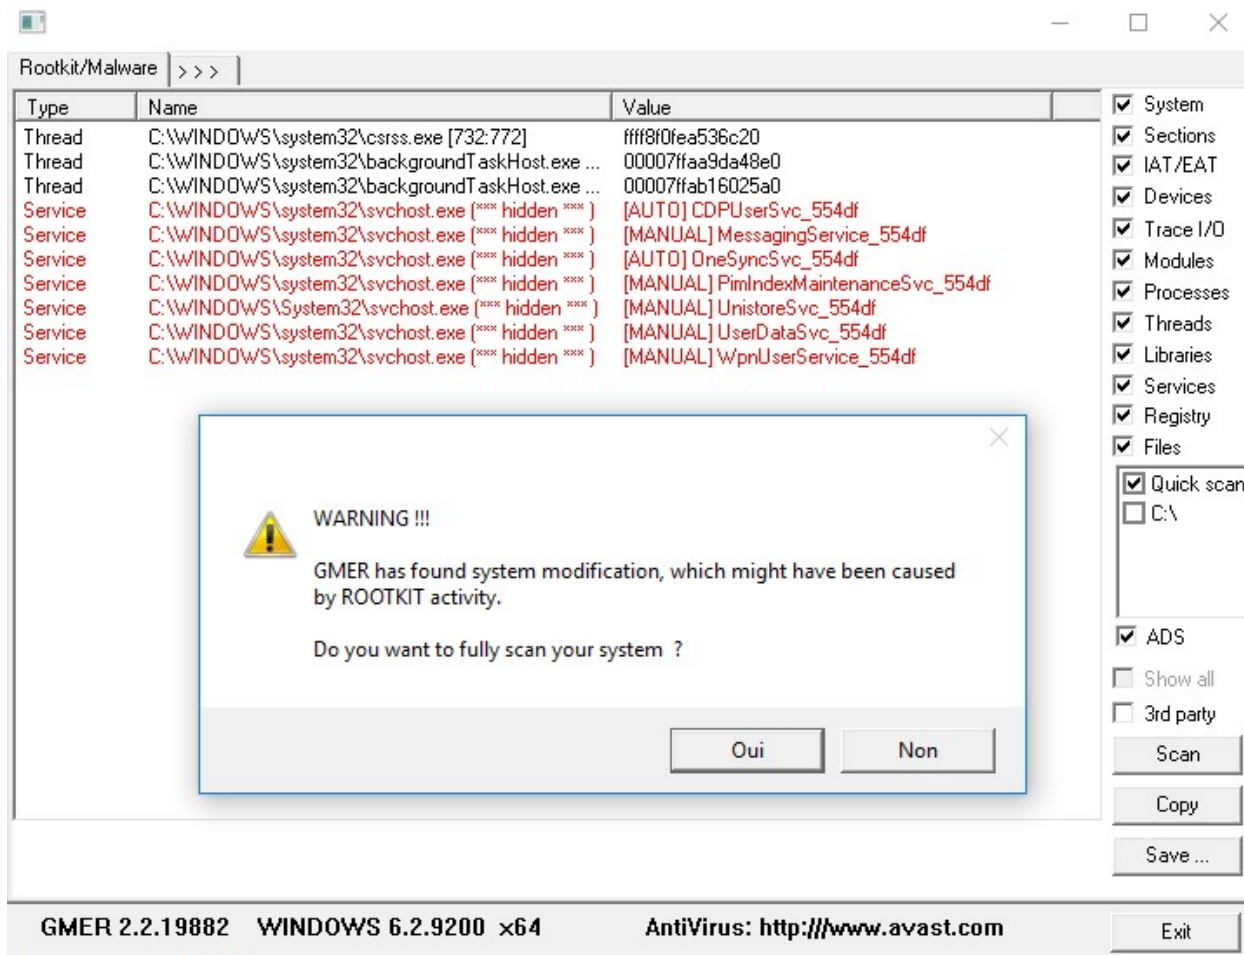 Rootkit/Malware > > >
Type Name Value
Thread C:\WINDOWS\system32\csrss.exe [732:772] ffff8f0fea536c20
Thread C:\WINDOWS\system32\backgroundTaskHost.exe ... 00007ffaa9da48e0
Thread C:\WINDOWS\system32\backgroundTaskHost.exe ... 00007ffab16025a0
Service C:\WINDOWS\system32\svchost.exe (*** hidden *** ) [AUTO] CDPUserSvc_554df
Service C:\WINDOWS\system32\svchost.exe (*** hidden *** ) [MANUAL] MessagingService_554df
Service C:\WINDOWS\system32\svchost.exe (*** hidden *** ) [AUTO] OneSyncSvc_554df
Service C:\WINDOWS\system32\svchost.exe (*** hidden *** ) [MANUAL] PimIndexMaintenanceSvc_554df
Service C:\WINDOWS\System32\svchost.exe (*** hidden *** ) [MANUAL] UnistoreSvc_554df
Service C:\WINDOWS\system32\svchost.exe (*** hidden *** ) [MANUAL] UserDataSvc_554df
Service C:\WINDOWS\system32\svchost.exe (*** hidden *** ) [MANUAL] WpnUserService_554df
WARNING !!!
GMER has found system modification, which might have been caused
by ROOTKIT activity.
Do you want to fully scan your system ?
Oui Non
System
Sections
IAT/EAT
Devices
Trace I/O
Modules
Processes
Threads
Libraries
Services
Registry
Files
Quick scan
C:\
ADS
Show all
3rd party
Scan
Copy
Save ...
GMER 2.2.19882 WINDOWS 6.2.9200 x64 AntiVirus: http:///www.avast.com
Exit